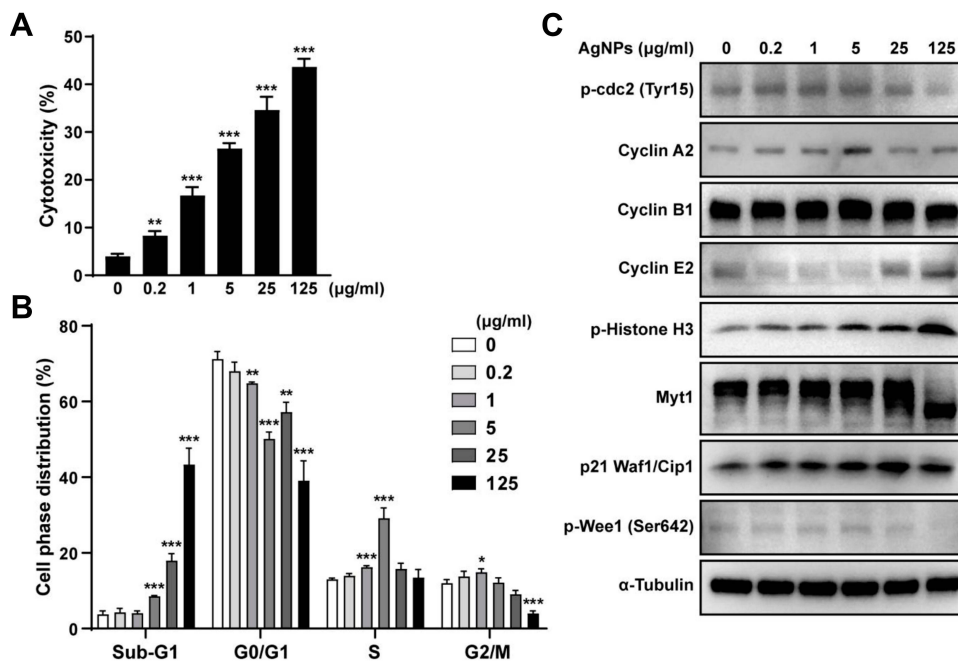 A
Cytotoxicity (%)
50
40
30
20
10
0
** *** *** *** ***
0 0.2 1 5 25 125 (μg/ml)
B
Cell phase distribution (%)
80
60
40
20
0
(μg/ml)
0
0.2
1
5
25
125
*** *** ***
** *** ** ***
*** ***
* ***
Sub-G1 G0/G1 S G2/M
C
AgNPs (μg/ml) 0 0.2 1 5 25 125
p-cdc2 (Tyr15)
Cyclin A2
Cyclin B1
Cyclin E2
p-Histone H3
Myt1
p21 Waf1/Cip1
p-Wee1 (Ser642)
α-Tubulin